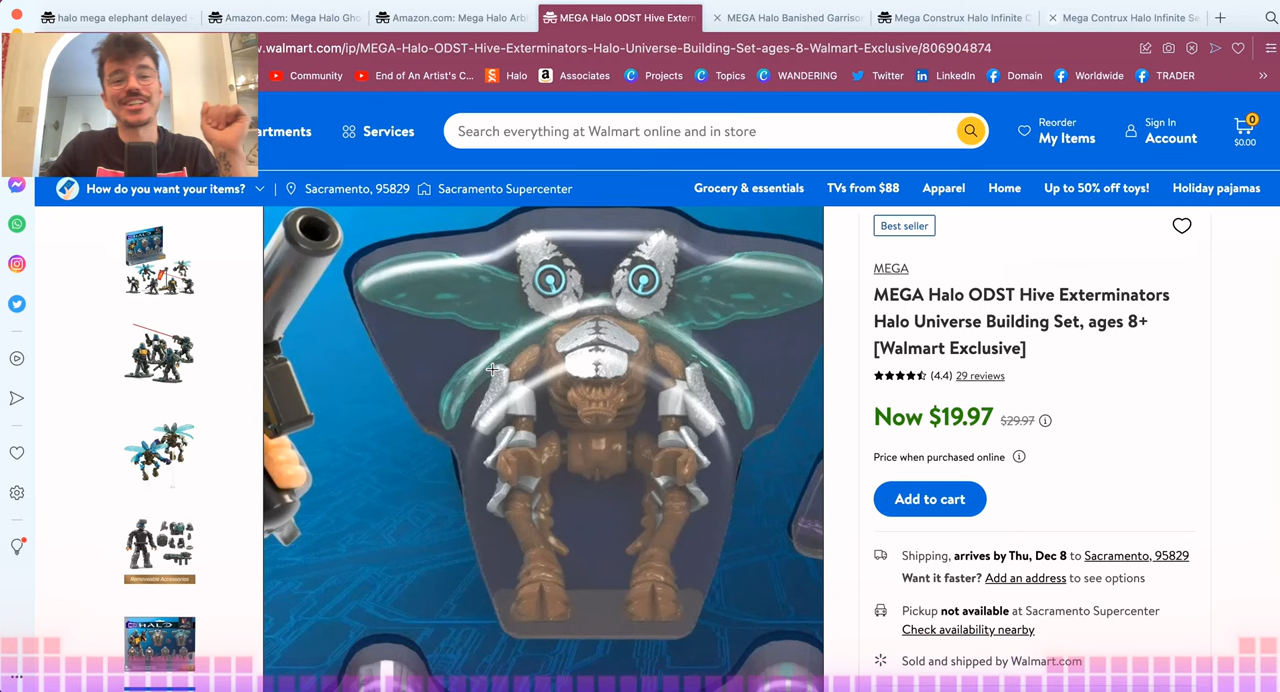 halo mega elephant delayed
Amazon.com: Mega Halo Gho
Amazon.com: Mega Halo Arbi
MEGA Halo ODST Hive Extern
MEGA Halo Banished Garrison
Mega Construx Halo Infinite C
Mega Contrux Halo Infinite Se
.walmart.com/ip/MEGA-Halo-ODST-Hive-Exterminators-Halo-Universe-Building-Set-ages-8-Walmart-Exclusive/806904874
Community
End of An Artist's C...
Halo
Associates
Projects
Topics
WANDERING
Twitter
LinkedIn
Domain
Worldwide
TRADER
artments
Services
Search everything at Walmart online and in store
Reorder
My Items
Sign In
Account
0
$0.00
How do you want your items?
Sacramento, 95829
Sacramento Supercenter
Grocery & essentials
TVs from $88
Apparel
Home
Up to 50% off toys!
Holiday pajamas
Best seller
MEGA
MEGA Halo ODST Hive Exterminators
Halo Universe Building Set, ages 8+
[Walmart Exclusive]
(4.4) 29 reviews
Now $19.97 $29.97
Price when purchased online
Add to cart
Shipping, arrives by Thu, Dec 8 to Sacramento, 95829
Want it faster? Add an address to see options
Pickup not available at Sacramento Supercenter
Check availability nearby
Sold and shipped by Walmart.com
Removable Accessories
HALO